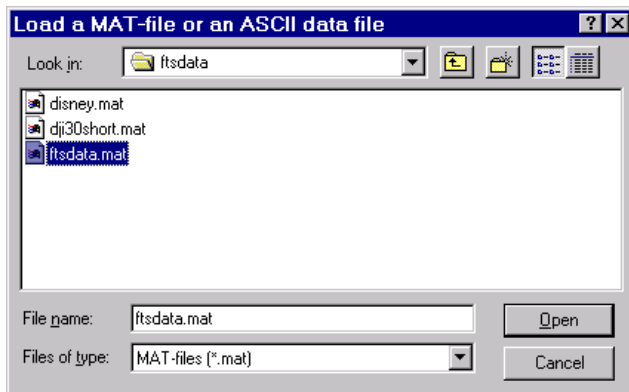 Load a MAT-file or an ASCII data file
Look in: ftsdata
disney.mat
dji30short.mat
ftsdata.mat
File name: ftsdata.mat Open
Files of type: MAT-files (*.mat) Cancel